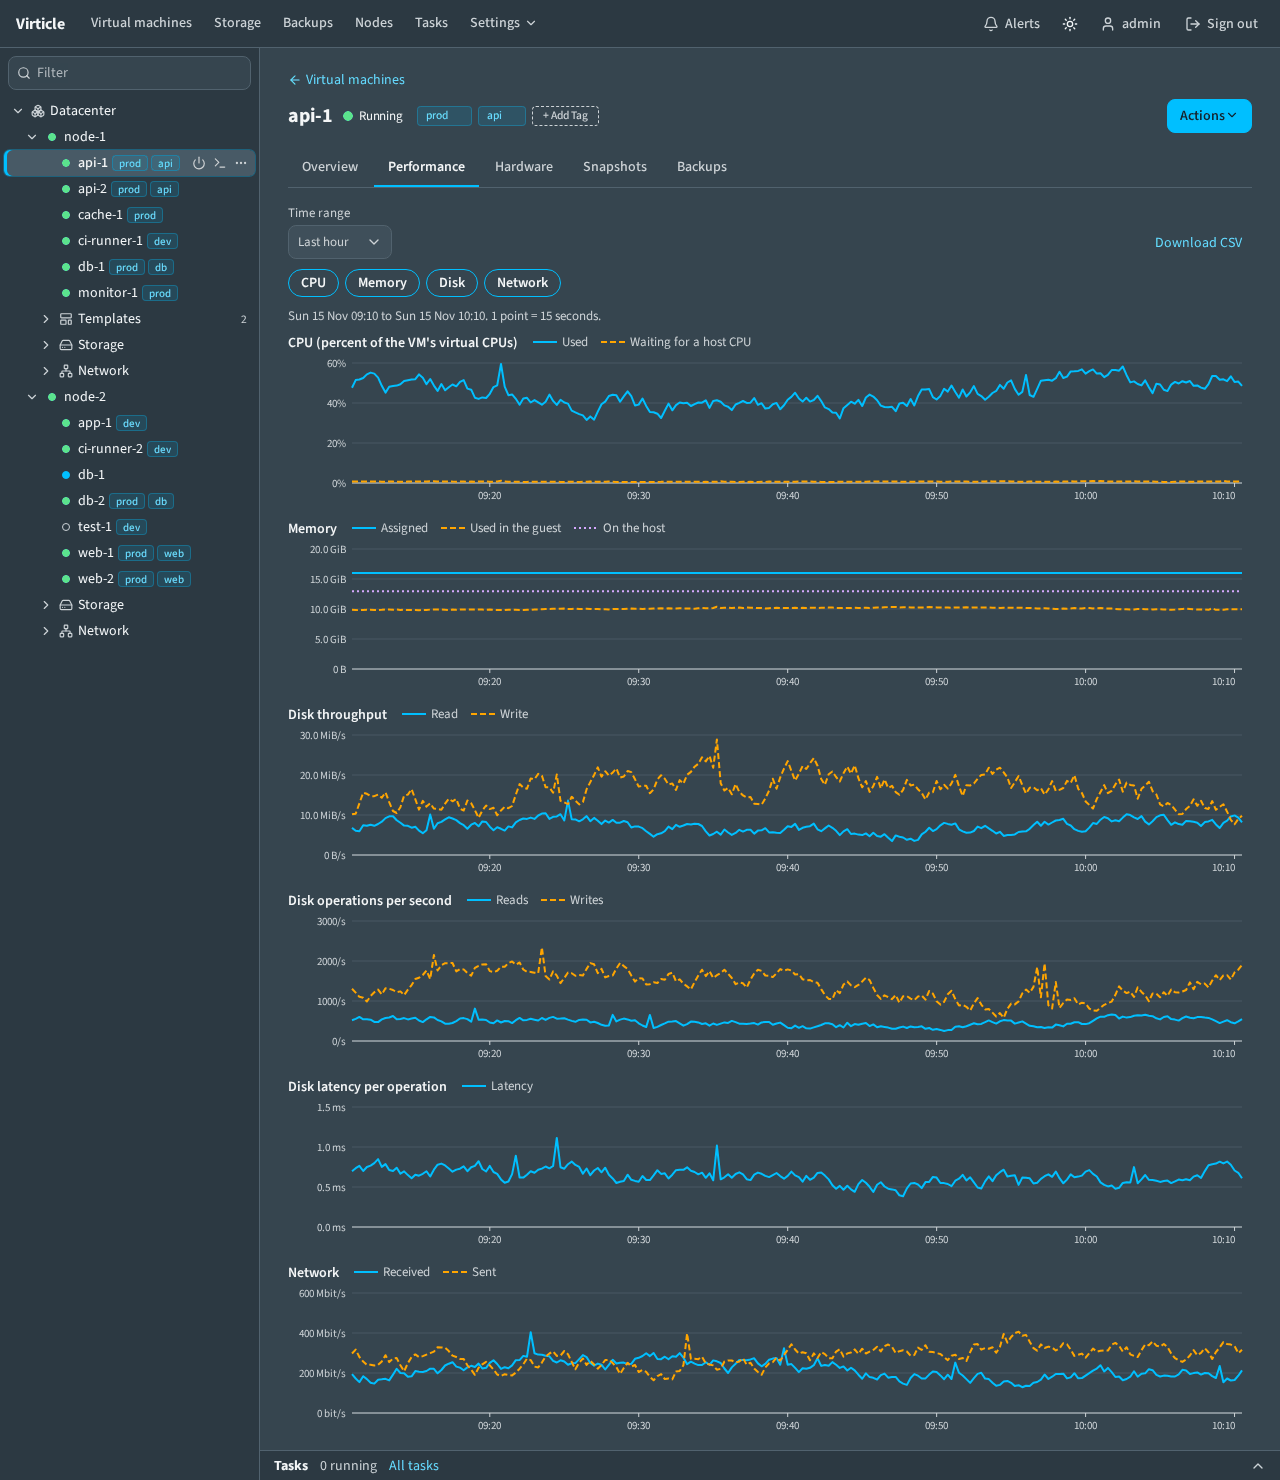 Virticle Virtual machines Storage Backups Nodes Tasks Settings Alerts admin Sign out
Filter
Datacenter
node-1
api-1 prod api
api-2 prod api
cache-1 prod
ci-runner-1 dev
db-1 prod db
monitor-1 prod
Templates 2
Storage
Network
node-2
app-1 dev
ci-runner-2 dev
db-1
db-2 prod db
test-1 dev
web-1 prod web
web-2 prod web
Storage
Network
Virtual machines
api-1 Running prod api + Add Tag Actions
Overview Performance Hardware Snapshots Backups
Time range
Last hour Download CSV
CPU Memory Disk Network
Sun 15 Nov 09:10 to Sun 15 Nov 10:10. 1 point = 15 seconds.
CPU (percent of the VM's virtual CPUs) Used Waiting for a host CPU
60%
40%
20%
0%
09:20 09:30 09:40 09:50 10:00 10:10
Memory Assigned Used in the guest On the host
20.0 GiB
15.0 GiB
10.0 GiB
5.0 GiB
0 B
09:20 09:30 09:40 09:50 10:00 10:10
Disk throughput Read Write
30.0 MiB/s
20.0 MiB/s
10.0 MiB/s
0 B/s
09:20 09:30 09:40 09:50 10:00 10:10
Disk operations per second Reads Writes
3000/s
2000/s
1000/s
0/s
09:20 09:30 09:40 09:50 10:00 10:10
Disk latency per operation Latency
1.5 ms
1.0 ms
0.5 ms
0.0 ms
09:20 09:30 09:40 09:50 10:00 10:10
Network Received Sent
600 Mbit/s
400 Mbit/s
200 Mbit/s
0 bit/s
09:20 09:30 09:40 09:50 10:00 10:10
Tasks 0 running All tasks